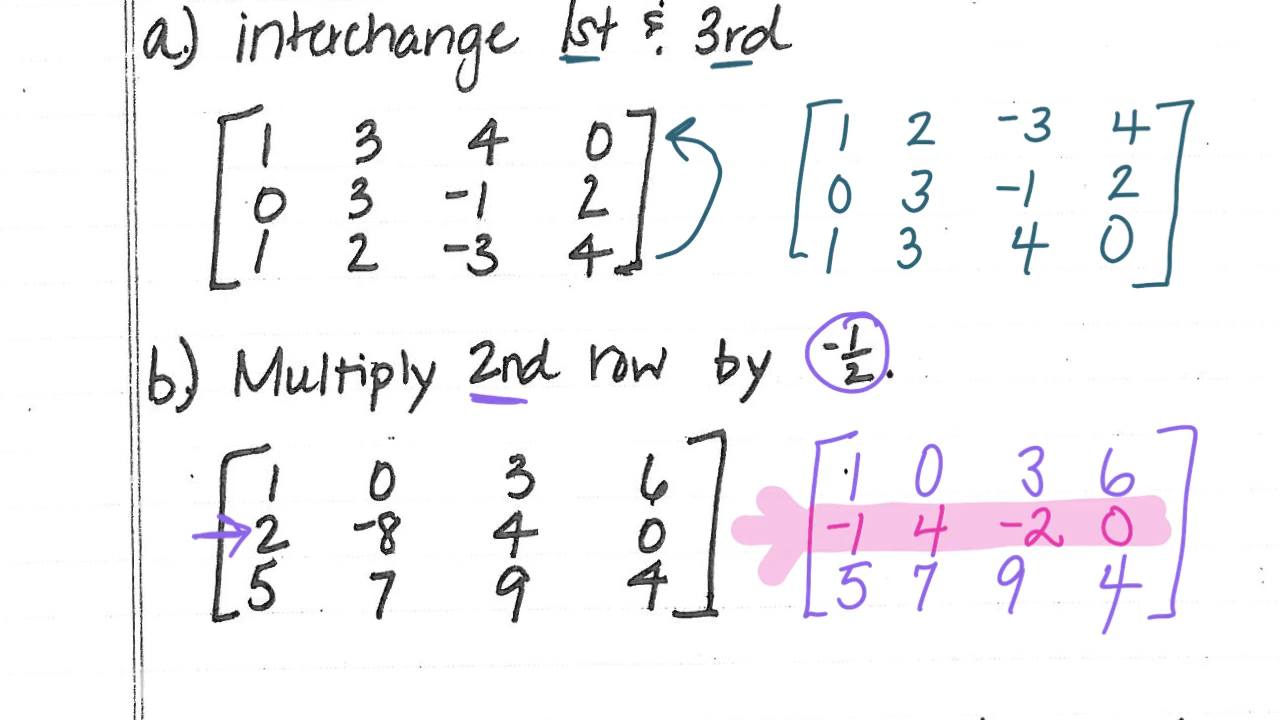 a.) interchange 1st & 3rd
1 3 4 0 1 2 -3 4
0 3 -1 2 0 3 -1 2
1 2 -3 4 1 3 4 0
b.) Multiply 2nd row by -1/2.
1 0 3 6 1 0 3 6
2 -8 4 0 -1 4 -2 0
5 7 9 4 5 7 9 4